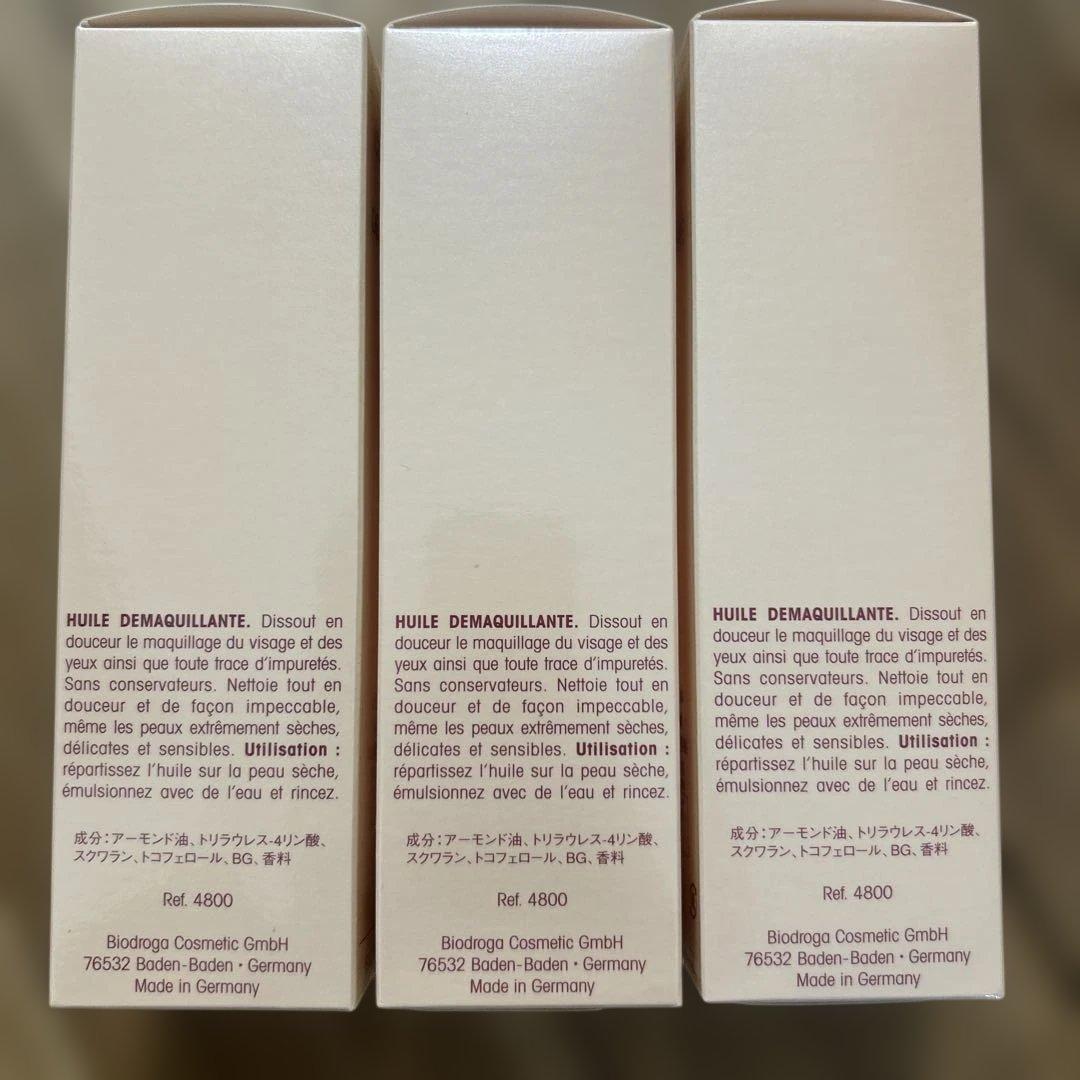 HUILE DEMAQUILLANTE. Dissout en
douceur le maquillage du visage et des
yeux ainsi que toute trace d'impuretés.
Sans conservateurs. Nettoie tout en
douceur et de façon impeccable,
même les peaux extrêmement sèches,
délicates et sensibles. Utilisation :
répartissez l'huile sur la peau sèche,
émulsionnez avec de l'eau et rincez.
成分：アーモンド油、トリラウレス-4リン酸、
スクワラン、トコフェロール、BG、香料
Ref. 4800
Biodroga Cosmetic GmbH
76532 Baden-Baden • Germany
Made in Germany
HUILE DEMAQUILLANTE. Dissout en
douceur le maquillage du visage et des
yeux ainsi que toute trace d'impuretés.
Sans conservateurs. Nettoie tout en
douceur et de façon impeccable,
même les peaux extrêmement sèches,
délicates et sensibles. Utilisation :
répartissez l'huile sur la peau sèche,
émulsionnez avec de l'eau et rincez.
成分：アーモンド油、トリラウレス-4リン酸、
スクワラン、トコフェロール、BG、香料
Ref. 4800
Biodroga Cosmetic GmbH
76532 Baden-Baden • Germany
Made in Germany
HUILE DEMAQUILLANTE. Dissout en
douceur le maquillage du visage et des
yeux ainsi que toute trace d'impuretés.
Sans conservateurs. Nettoie tout en
douceur et de façon impeccable,
même les peaux extrêmement sèches,
délicates et sensibles. Utilisation :
répartissez l'huile sur la peau sèche,
émulsionnez avec de l'eau et rincez.
成分：アーモンド油、トリラウレス-4リン酸、
スクワラン、トコフェロール、BG、香料
Ref. 4800
Biodroga Cosmetic GmbH
76532 Baden-Baden • Germany
Made in Germany